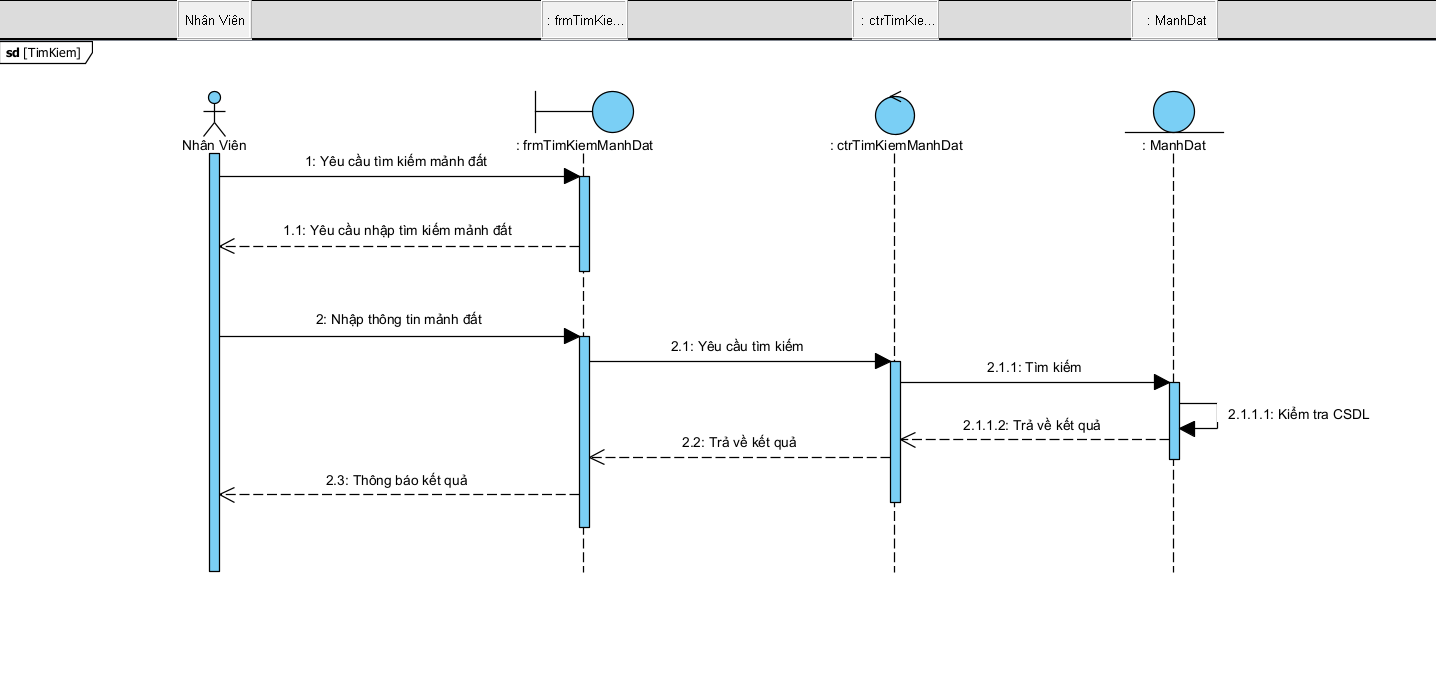 Nhân Viên
: frmTimKie...
: ctrTimKie...
: ManhDat
sd [TimKiem]
Nhân Viên
: frmTimKiemManhDat
: ctrTimKiemManhDat
: ManhDat
1: Yêu cầu tìm kiếm mảnh đất
1.1: Yêu cầu nhập tìm kiếm mảnh đất
2: Nhập thông tin mảnh đất
2.1: Yêu cầu tìm kiếm
2.1.1: Tìm kiếm
2.1.1.1: Kiểm tra CSDL
2.1.1.2: Trả về kết quả
2.2: Trả về kết quả
2.3: Thông báo kết quả